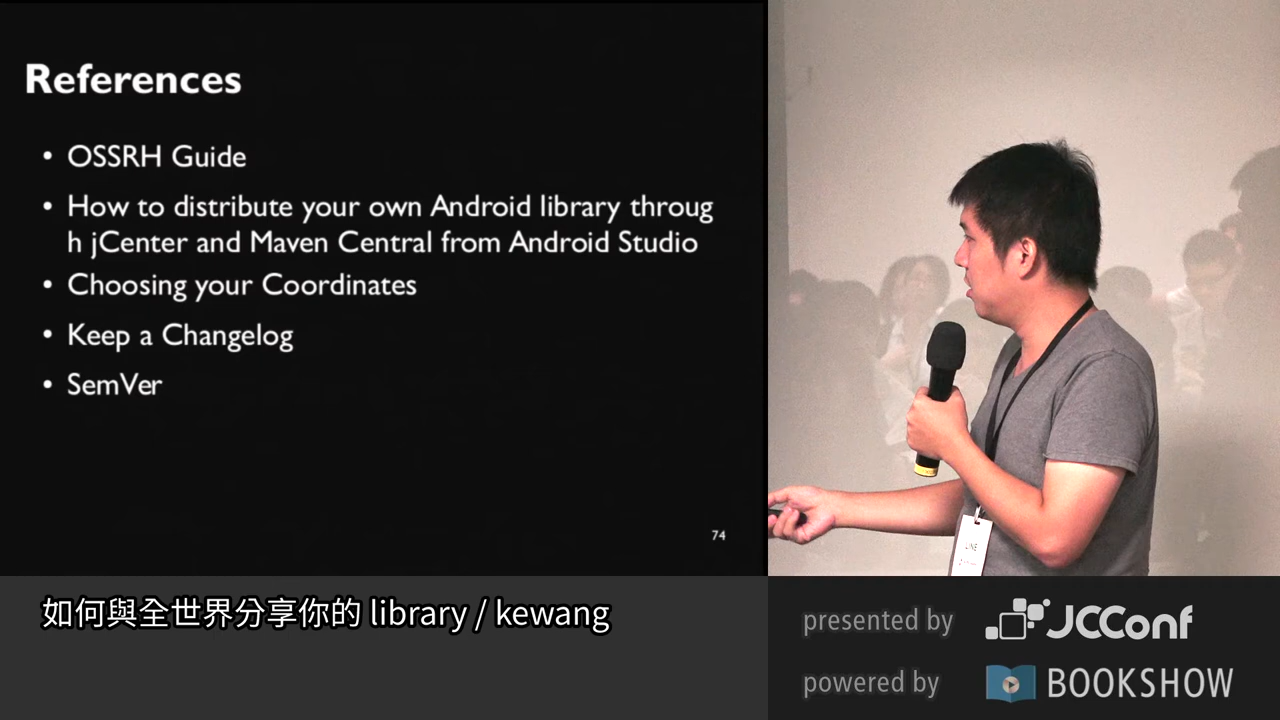 References
• OSSRH Guide
• How to distribute your own Android library throug
h jCenter and Maven Central from Android Studio
• Choosing your Coordinates
• Keep a Changelog
• SemVer
74
LINE
如何與全世界分享你的 library / kewang
presented by JCConf
powered by BOOKSHOW